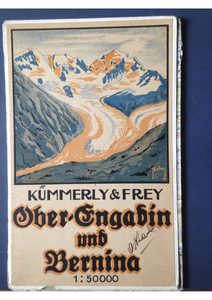 KÜMMERLY & FREY
Ober-Engadin
und
Bernina
1:50000